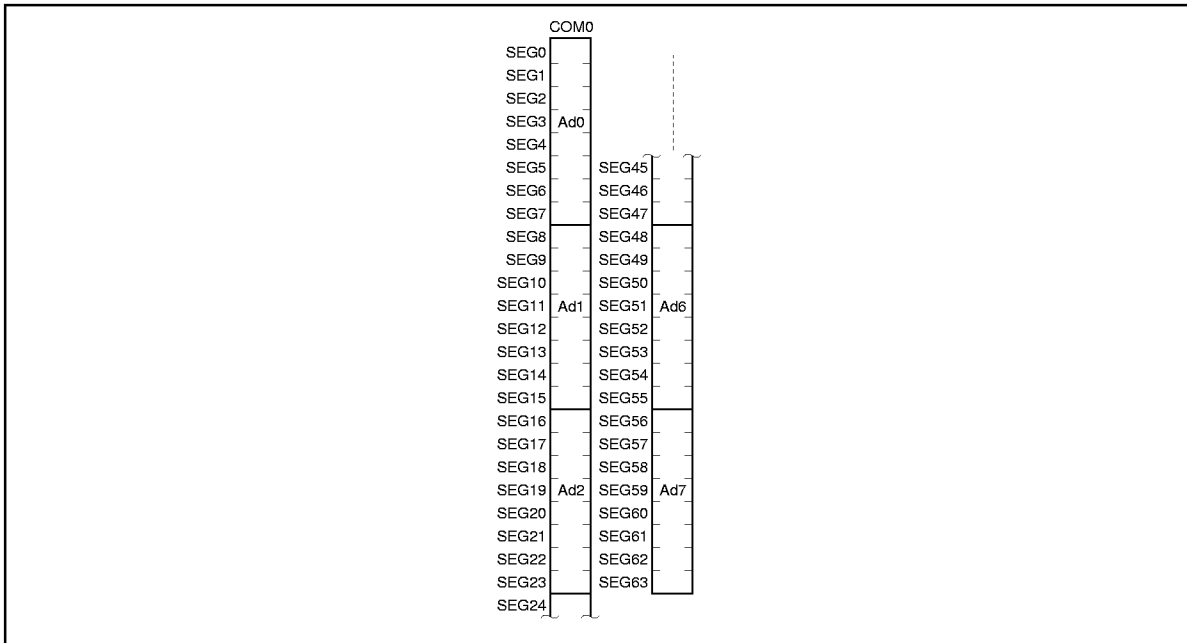 COM0
SEG0
SEG1
SEG2
SEG3 Ad0
SEG4
SEG5
SEG6
SEG7
SEG8
SEG9
SEG10
SEG11 Ad1
SEG12
SEG13
SEG14
SEG15
SEG16
SEG17
SEG18
SEG19 Ad2
SEG20
SEG21
SEG22
SEG23
SEG24
SEG45
SEG46
SEG47
SEG48
SEG49
SEG50
SEG51 Ad6
SEG52
SEG53
SEG54
SEG55
SEG56
SEG57
SEG58
SEG59 Ad7
SEG60
SEG61
SEG62
SEG63